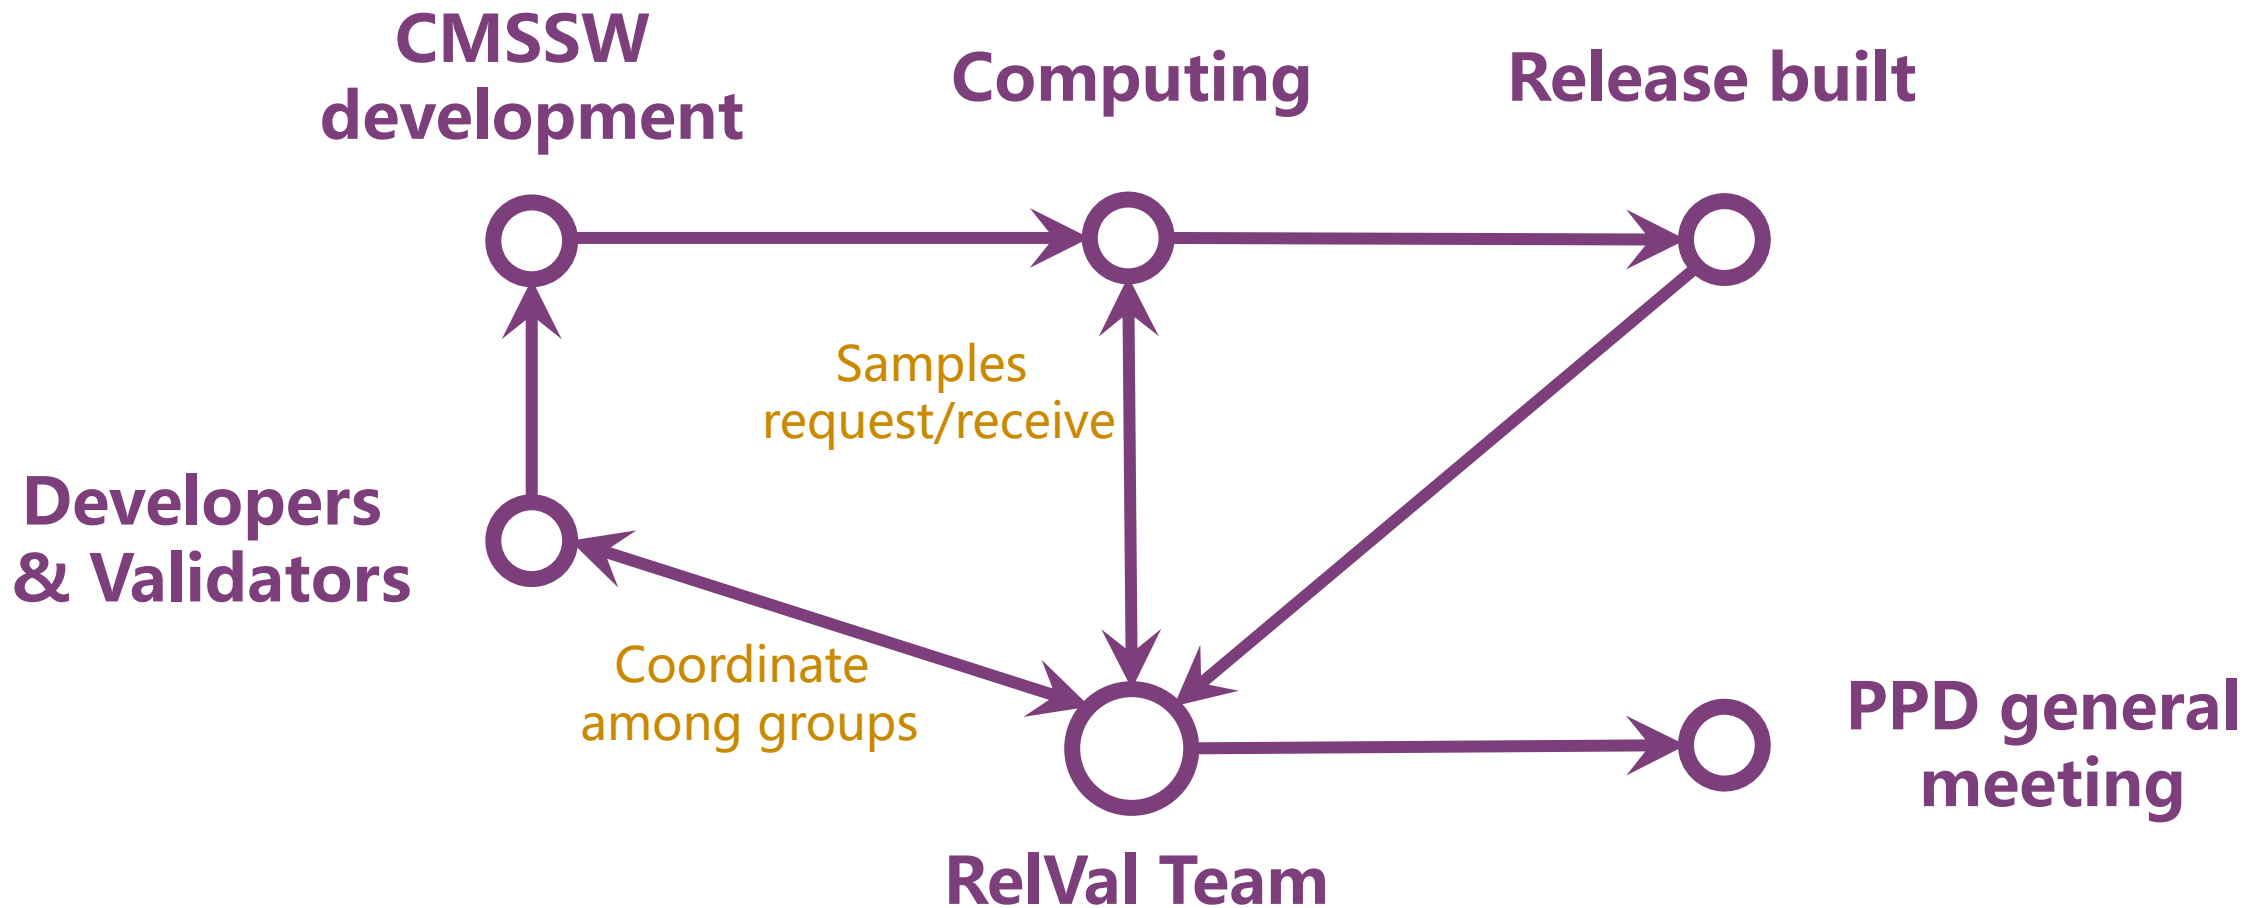 CMSSW
development
Computing
Release built
Samples
request/receive
Developers
& Validators
Coordinate
among groups
PPD general
meeting
RelVal Team